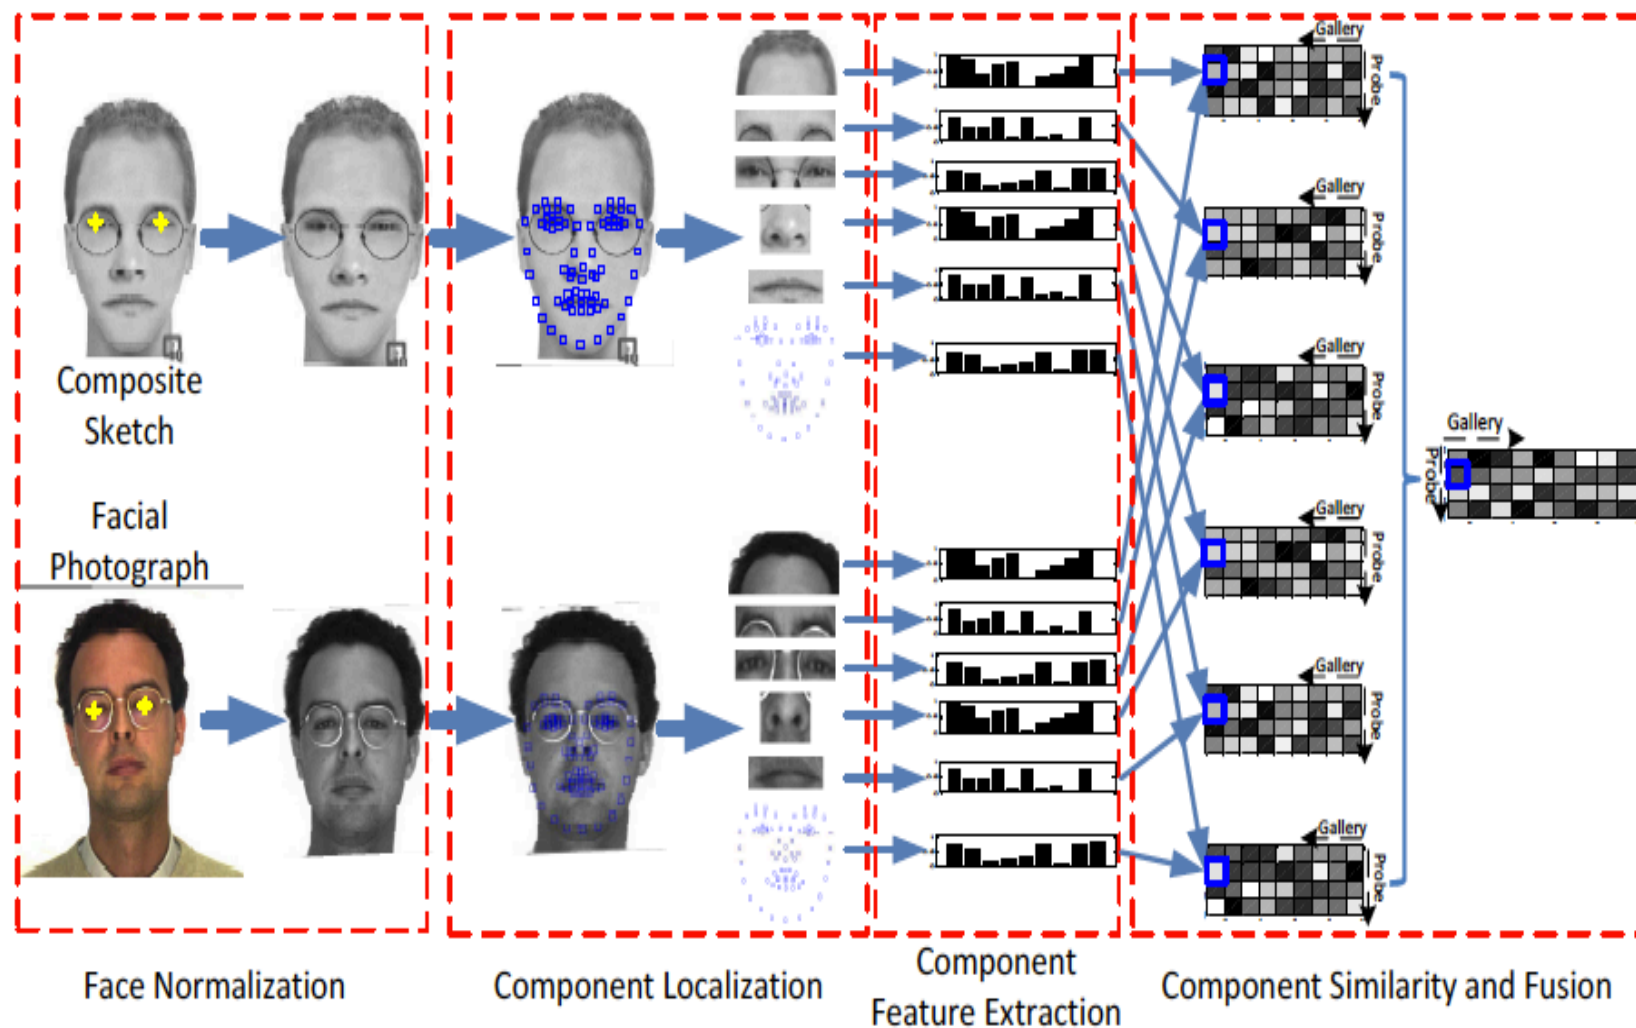 Composite
Sketch
Facial
Photograph
Gallery
Probe
Gallery
Probe
Gallery
Probe
Gallery
Probe
Gallery
Probe
Gallery
Probe
Gallery
Probe
Face Normalization
Component Localization
Component
Feature Extraction
Component Similarity and Fusion